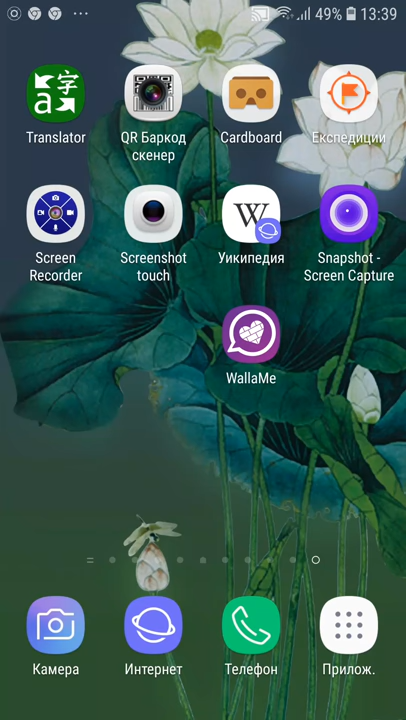 49% 13:39
字
a
Translator
QR Баркод
скенер
Cardboard
Експедиции
Screen
Recorder
Screenshot
touch
W
Уикипедия
Snapshot -
Screen Capture
WallaMe
Камера
Интернет
Телефон
Прилож.